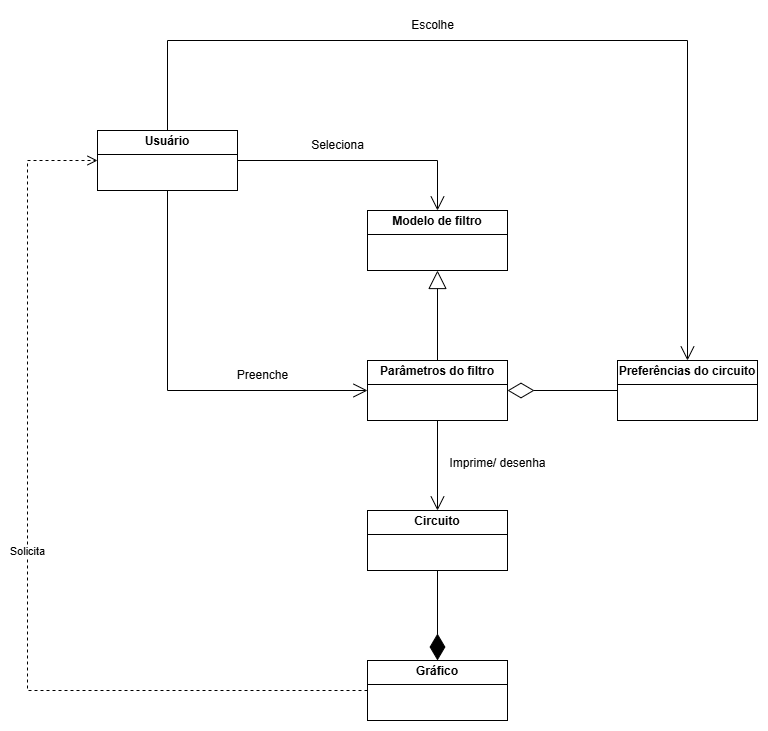 Escolhe
Usuário
Seleciona
Modelo de filtro
Preenche
Parâmetros do filtro
Preferências do circuito
Imprime/ desenha
Circuito
Solicita
Gráfico